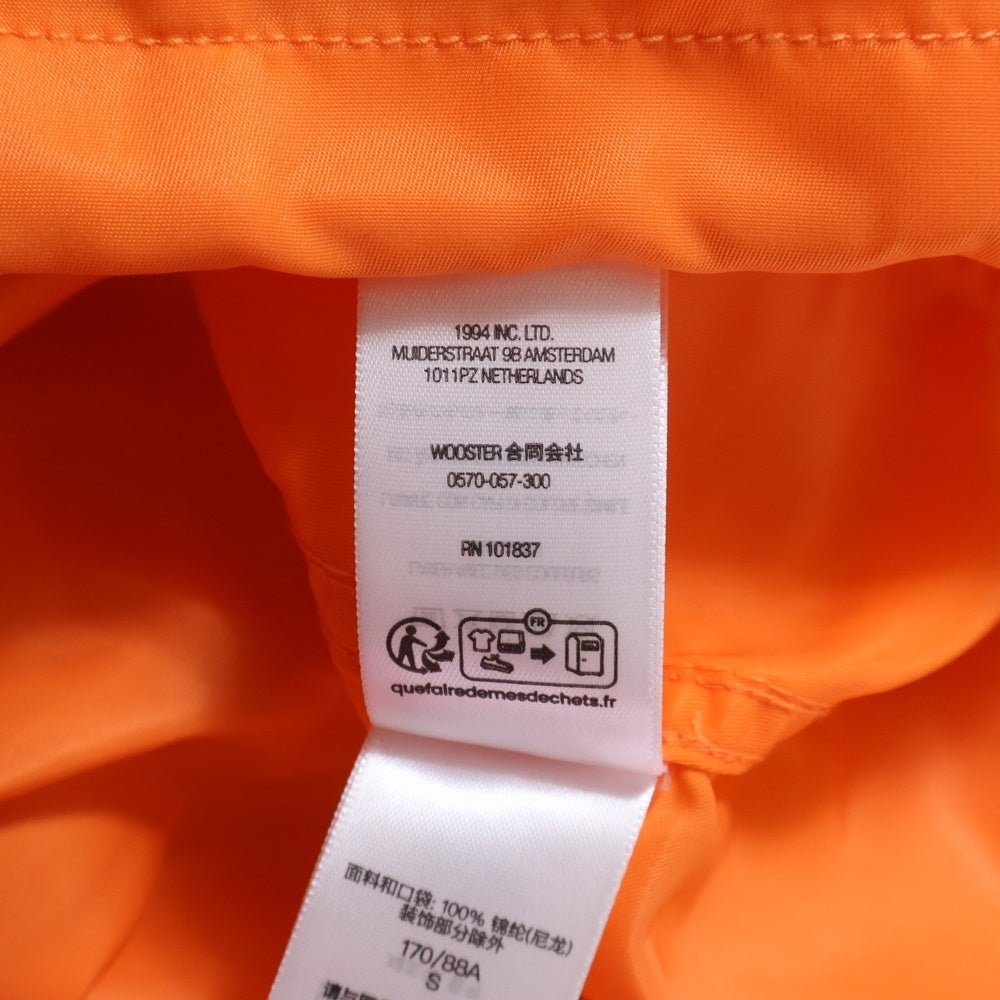 1994 INC. LTD.
MUIDERSTRAAT 9B AMSTERDAM
1011PZ NETHERLANDS
WOOSTER 合同会社
0570-057-300
RN 101837
FR
quefairedemesdechets.fr
面料和口袋: 100% 锦纶(尼龙)
装饰部分除外
170/88A
S
请与